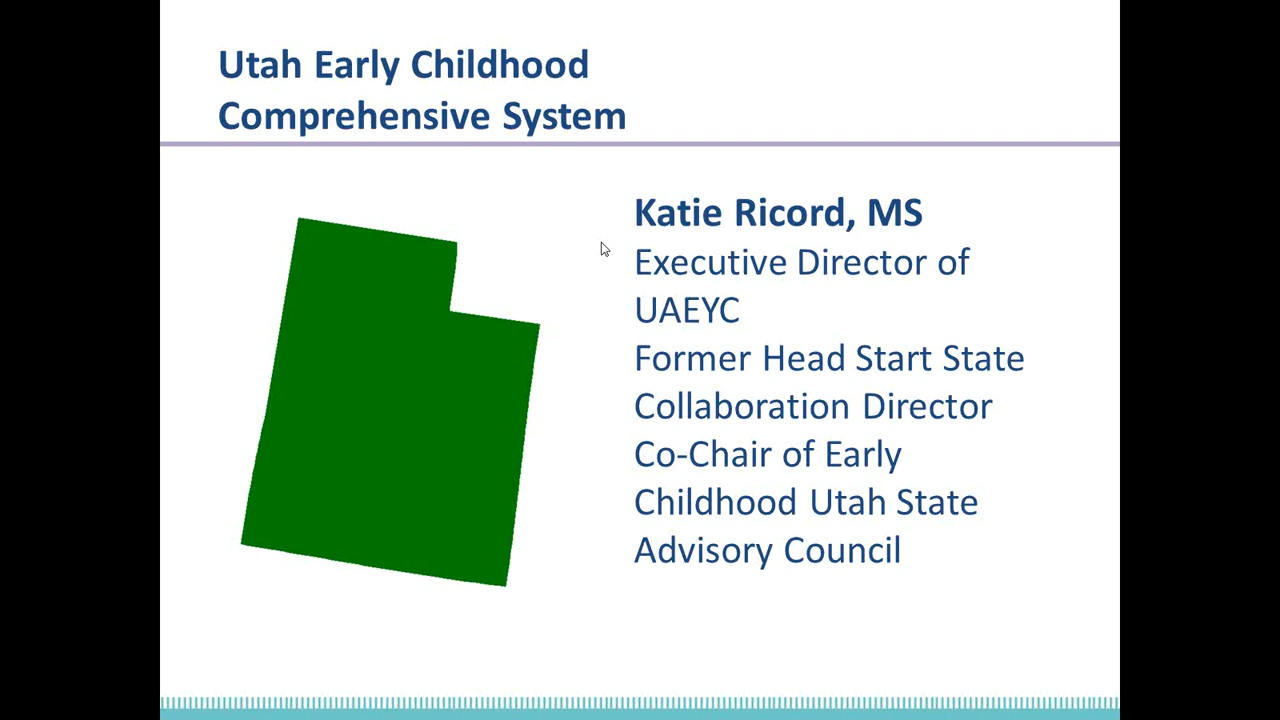 Utah Early Childhood
Comprehensive System
Katie Ricord, MS
Executive Director of
UAEYC
Former Head Start State
Collaboration Director
Co-Chair of Early
Childhood Utah State
Advisory Council